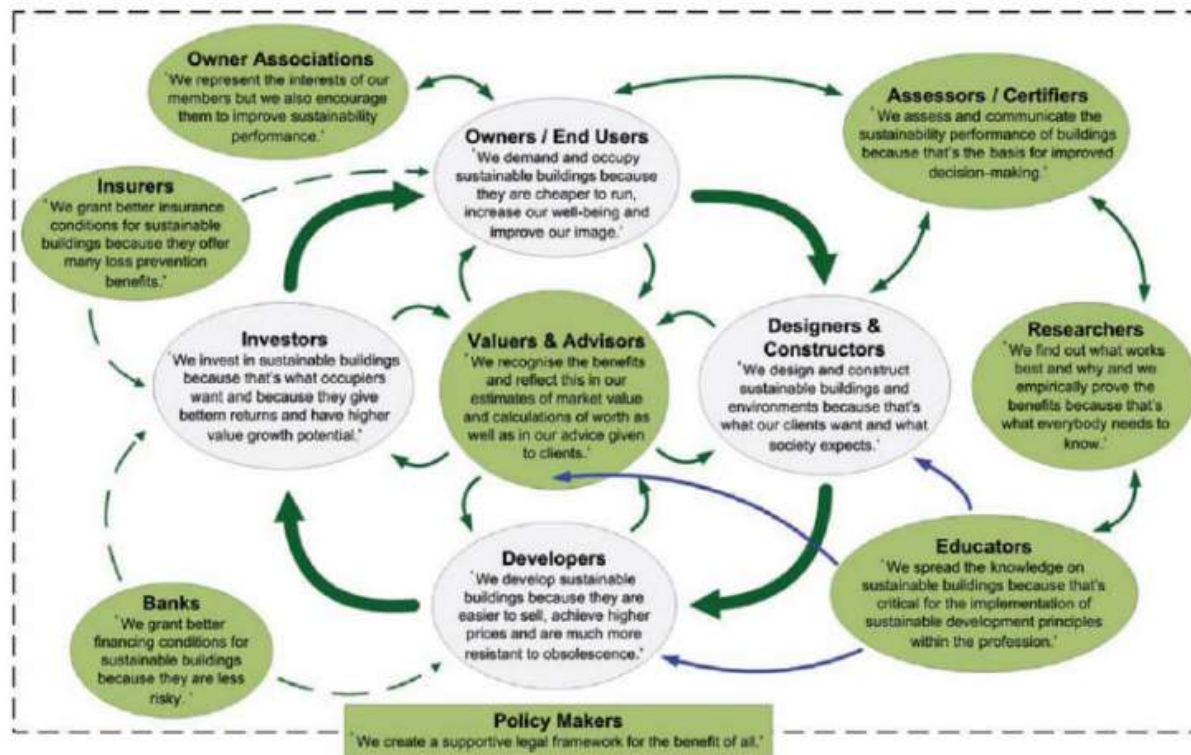 Owner Associations
'We represent the interests of our
members but we also encourage
them to improve sustainability
performance.'
Owners / End Users
'We demand and occupy
sustainable buildings because
they are cheaper to run,
increase our well-being and
improve our image.'
Assessors / Certifiers
'We assess and communicate the
sustainability performance of buildings
because that's the basis for improved
decision-making.'
Insurers
'We grant better insurance
conditions for sustainable
buildings because they offer
many loss prevention
benefits.'
Investors
'We invest in sustainable buildings
because that's what occupiers
want and because they give
bettern returns and have higher
value growth potential.'
Valuers & Advisors
'We recognise the benefits
and reflect this in our
estimates of market value
and calculations of worth as
well as in our advice given
to clients.'
Designers &
Constructors
'We design and construct
sustainable buildings and
environments because that's
what our clients want and what
society expects.'
Researchers
'We find out what works
best and why and we
empirically prove the
benefits because that's
what everybody needs to
know.'
Developers
'We develop sustainable
buildings because they are
easier to sell, achieve higher
prices and are much more
resistant to obsolescence.'
Educators
'We spread the knowledge on
sustainable buildings because that's
critical for the implementation of
sustainable development principles
within the profession.'
Banks
'We grant better
financing conditions for
sustainable buildings
because they are less
risky.'
Policy Makers
'We create a supportive legal framework for the benefit of all.'